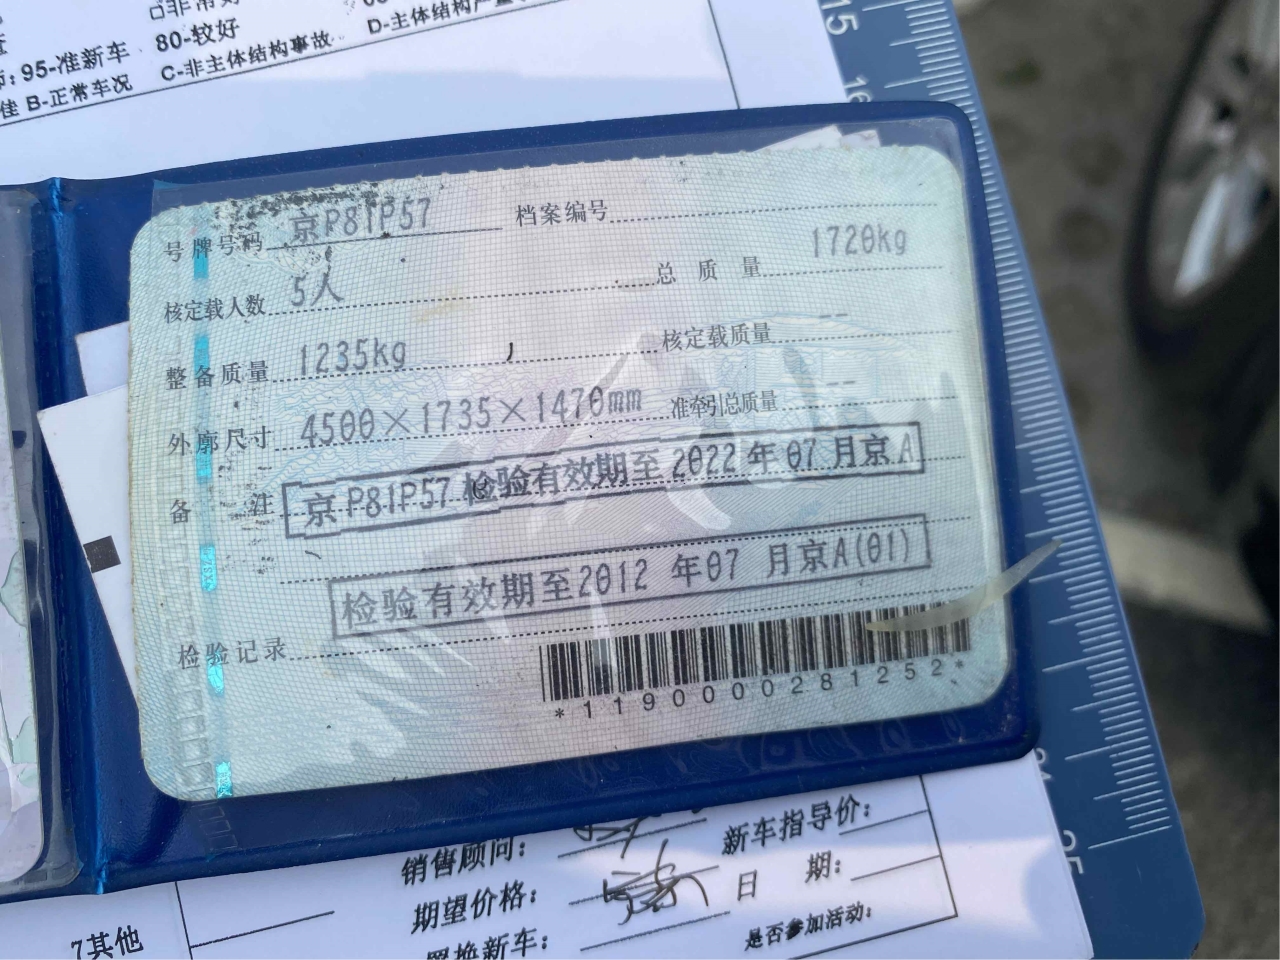 80-较好
95-准新车
B-正常车况 C-非主体结构事故
15
16
号牌号码 京P81P57 档案编号
核定载人数 5人 总质量 1720kg
整备质量 1235kg 核定载质量 --
外廓尺寸 4500×1735×1470mm 准牵引总质量 --
备注 京P81P57 检验有效期至2022年07月京A
检验有效期至2012年07月京A(01)
检验记录
*1190000281252*
25
销售顾问: 新车指导价:
期望价格: 日期:
置换新车: 是否参加活动:
7其他